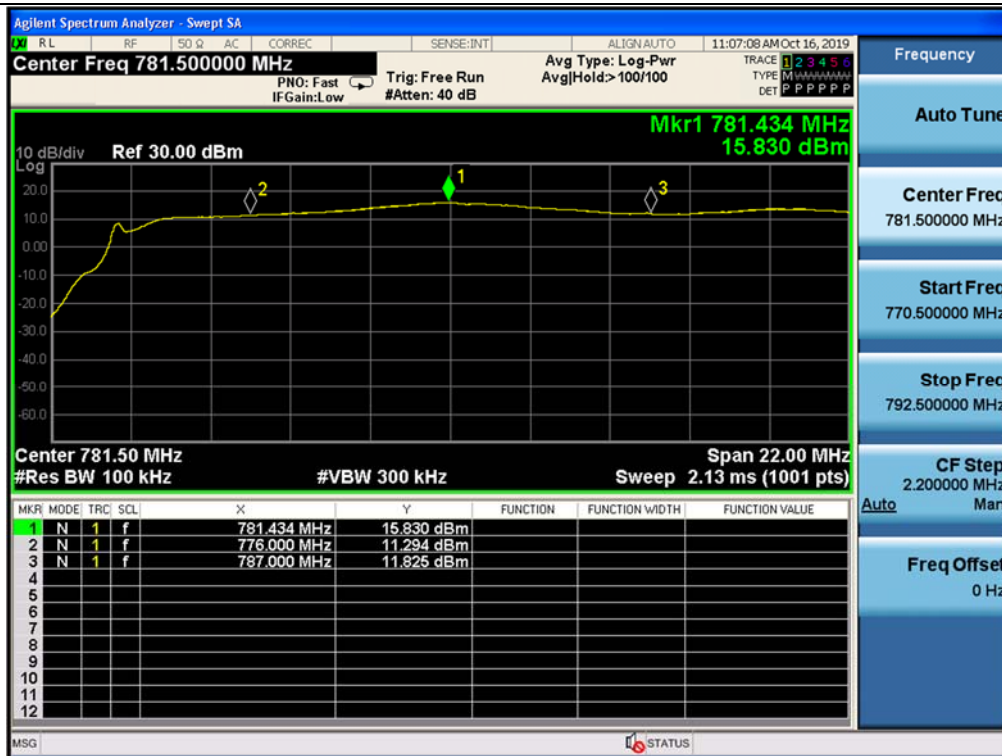 Agilent Spectrum Analyzer - Swept SA
LXI RL RF 50 Ω AC CORREC SENSE:INT ALIGNAUTO 11:07:08 AM Oct 16, 2019
Center Freq 781.500000 MHz
PNO: Fast
IFGain:Low
Trig: Free Run
#Atten: 40 dB
Avg Type: Log-Pwr
Avg|Hold:>100/100
TRACE 1 2 3 4 5 6
TYPE M WWWWW
DET P P P P P P
Mkr1 781.434 MHz
15.830 dBm
10 dB/div Ref 30.00 dBm
Log
20.0
10.0
0.00
-10.0
-20.0
-30.0
-40.0
-50.0
-60.0
2
1
3
Center 781.50 MHz Span 22.00 MHz
#Res BW 100 kHz #VBW 300 kHz Sweep 2.13 ms (1001 pts)
MKR MODE TRC SCL X Y FUNCTION FUNCTION WIDTH FUNCTION VALUE
1 N 1 f 781.434 MHz 15.830 dBm
2 N 1 f 776.000 MHz 11.294 dBm
3 N 1 f 787.000 MHz 11.825 dBm
4
5
6
7
8
9
10
11
12
MSG STATUS
Frequency
Auto Tune
Center Freq
781.500000 MHz
Start Freq
770.500000 MHz
Stop Freq
792.500000 MHz
CF Step
2.200000 MHz
Auto Man
Freq Offset
0 Hz